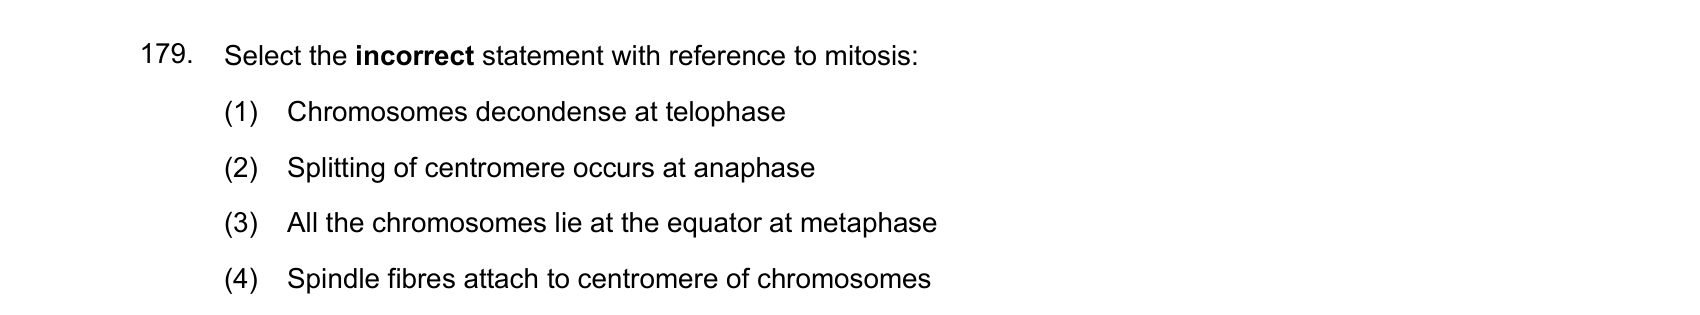 179. Select the incorrect statement with reference to mitosis:
(1) Chromosomes decondense at telophase
(2) Splitting of centromere occurs at anaphase
(3) All the chromosomes lie at the equator at metaphase
(4) Spindle fibres attach to centromere of chromosomes